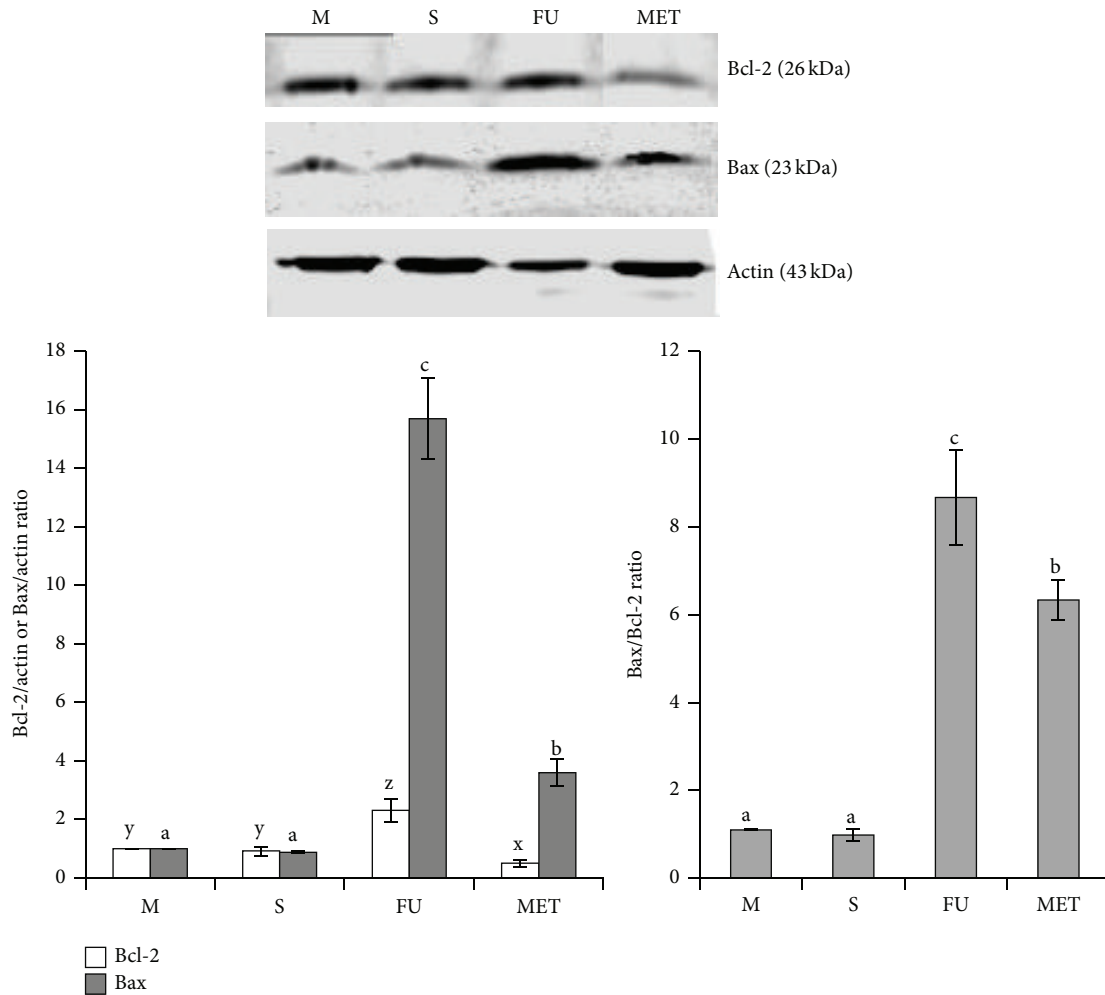 M S FU MET
Bcl-2 (26 kDa)
Bax (23 kDa)
Actin (43 kDa)
Bcl-2/actin or Bax/actin ratio
18
16
14
12
10
8
6
4
2
0
y a y a z c x b
M S FU MET
Bcl-2
Bax
Bax/Bcl-2 ratio
12
10
8
6
4
2
0
a a c b
M S FU MET